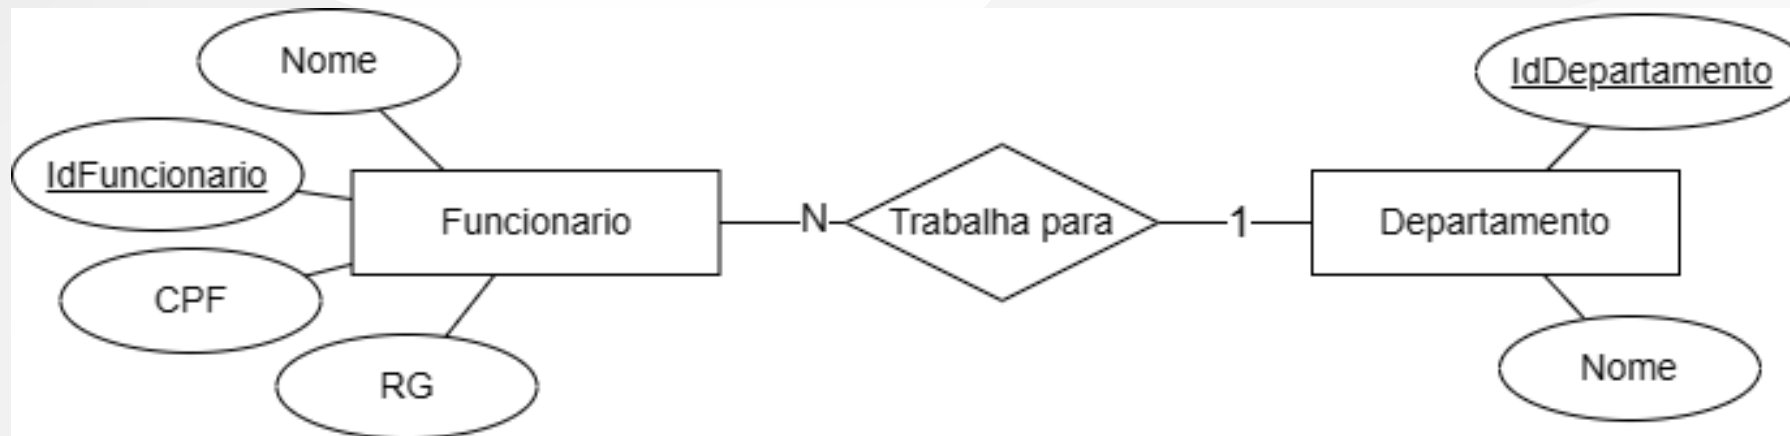 Nome
IdDepartamento
IdFuncionario
Funcionario
N
Trabalha para
1
Departamento
CPF
RG
Nome